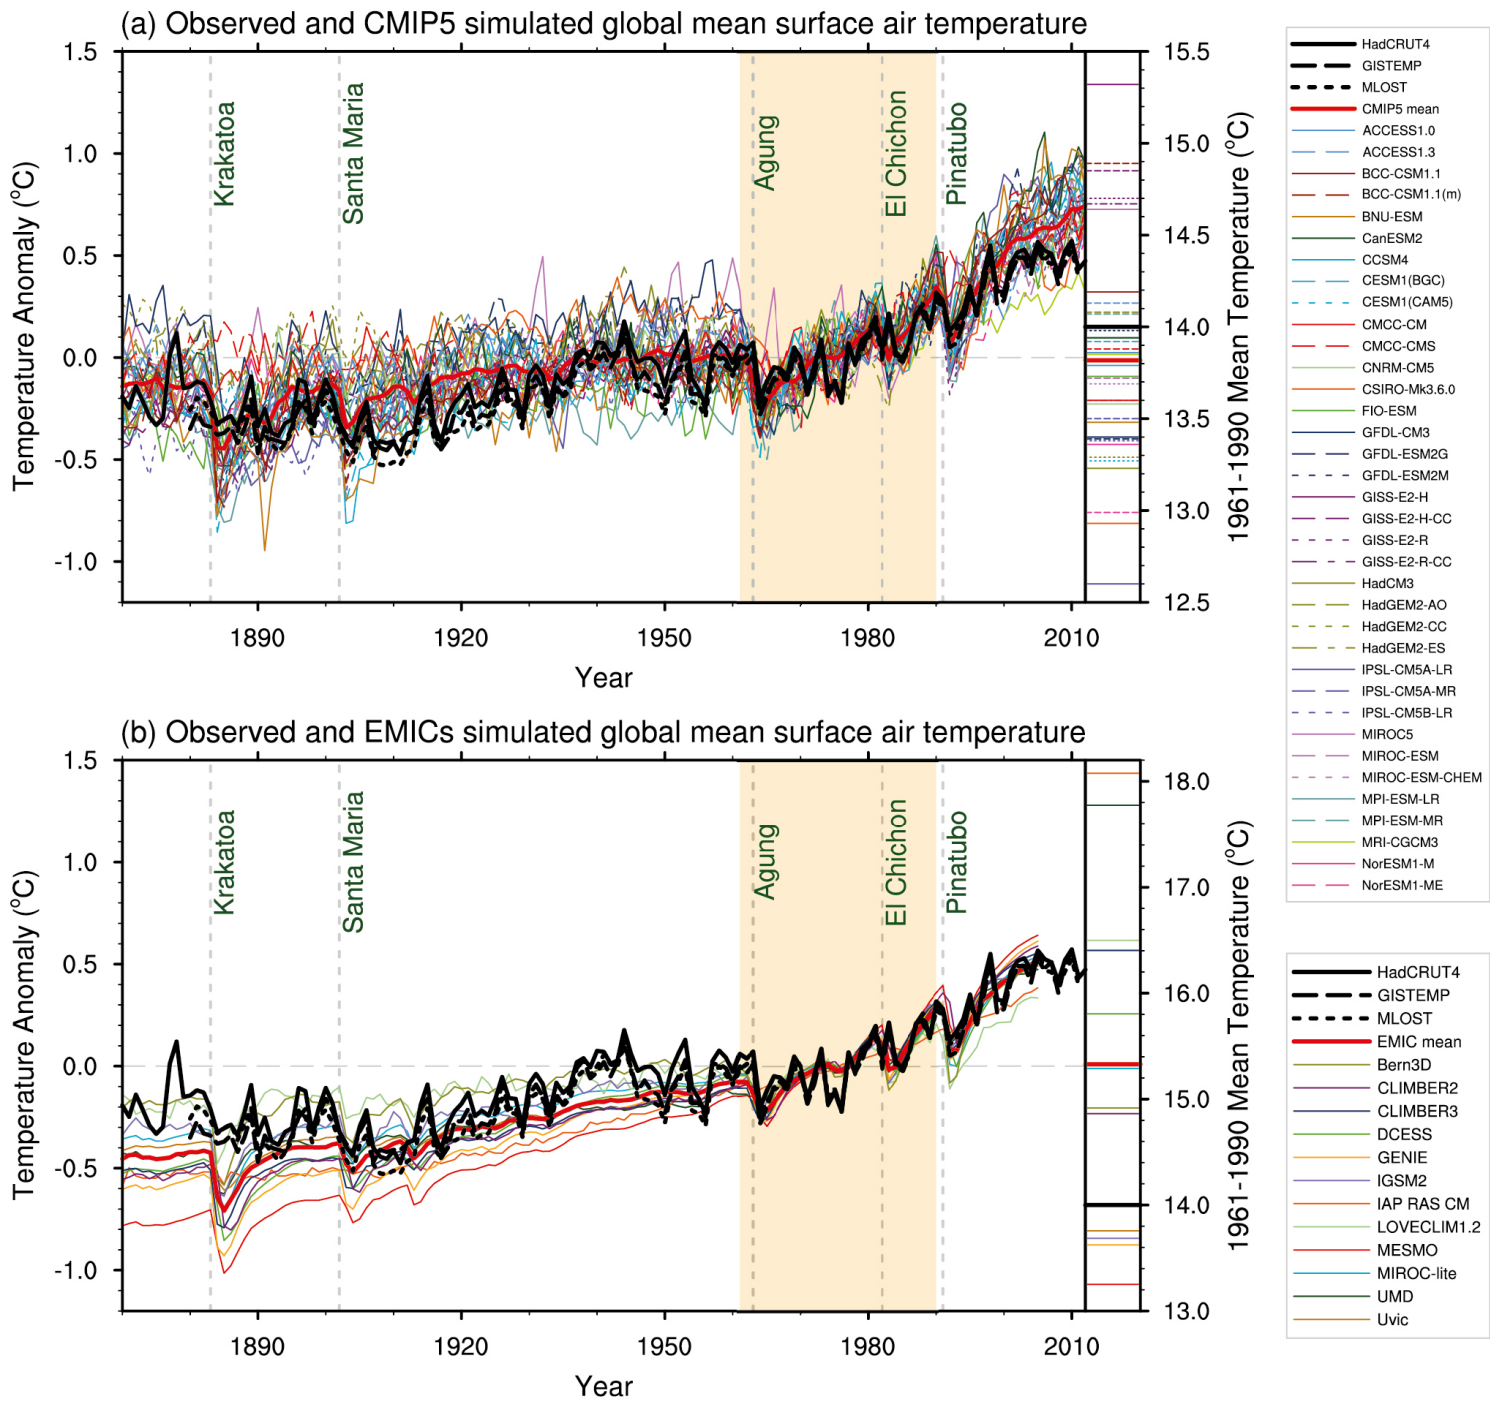 (a) Observed and CMIP5 simulated global mean surface air temperature
Temperature Anomaly (°C)
1.5
1.0
0.5
0.0
-0.5
-1.0
Krakatoa
Santa Maria
Agung
El Chichon
Pinatubo
15.5
15.0
14.5
14.0
13.5
13.0
12.5
1961-1990 Mean Temperature (°C)
1890
1920
1950
1980
2010
Year
HadCRUT4
GISTEMP
MLOST
CMIP5 mean
ACCESS1.0
ACCESS1.3
BCC-CSM1.1
BCC-CSM1.1(m)
BNU-ESM
CanESM2
CCSM4
CESM1(BGC)
CESM1(CAM5)
CMCC-CM
CMCC-CMS
CNRM-CM5
CSIRO-Mk3.6.0
FIO-ESM
GFDL-CM3
GFDL-ESM2G
GFDL-ESM2M
GISS-E2-H
GISS-E2-H-CC
GISS-E2-R
GISS-E2-R-CC
HadCM3
HadGEM2-AO
HadGEM2-CC
HadGEM2-ES
IPSL-CM5A-LR
IPSL-CM5A-MR
IPSL-CM5B-LR
MIROC5
MIROC-ESM
MIROC-ESM-CHEM
MPI-ESM-LR
MPI-ESM-MR
MRI-CGCM3
NorESM1-M
NorESM1-ME
(b) Observed and EMICs simulated global mean surface air temperature
Temperature Anomaly (°C)
1.5
1.0
0.5
0.0
-0.5
-1.0
Krakatoa
Santa Maria
Agung
El Chichon
Pinatubo
18.0
17.0
16.0
15.0
14.0
13.0
1961-1990 Mean Temperature (°C)
1890
1920
1950
1980
2010
Year
HadCRUT4
GISTEMP
MLOST
EMIC mean
Bern3D
CLIMBER2
CLIMBER3
DCESS
GENIE
IGSM2
IAP RAS CM
LOVECLIM1.2
MESMO
MIROC-lite
UMD
Uvic